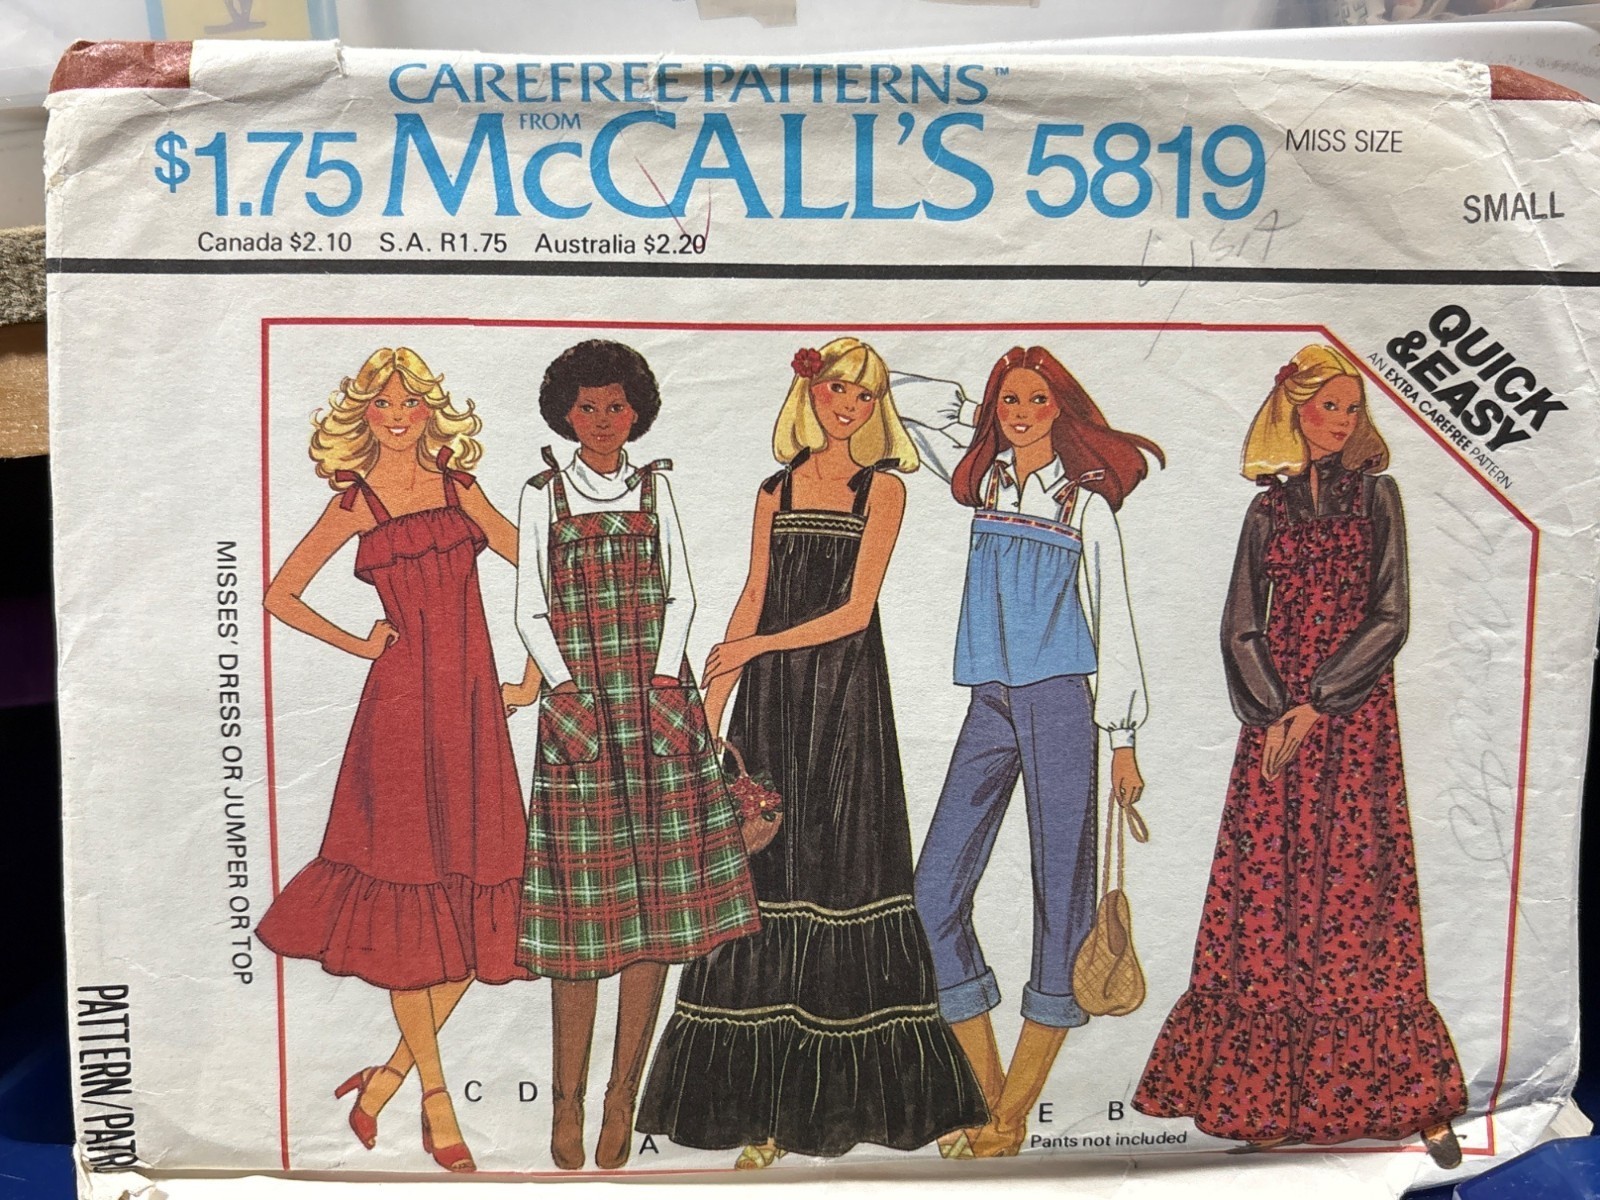 CAREFREE PATTERNS™
FROM
$1.75 McCALL'S 5819 MISS SIZE
SMALL
Canada $2.10 S.A. R1.75 Australia $2.20
Lisa
QUICK
& EASY
AN EXTRA CAREFREE PATTERN
MISSES' DRESS OR JUMPER OR TOP
PATTERN/PATR
C D A E B
Pants not included